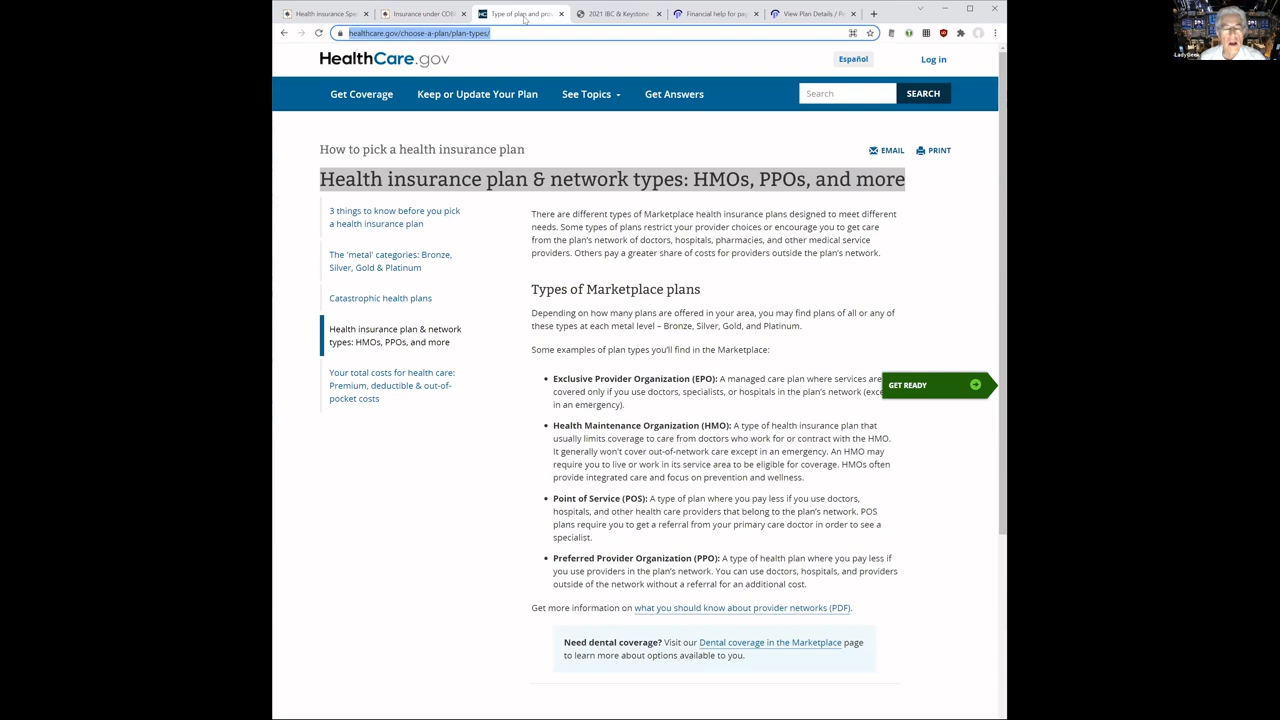 Health insurance Spe
Insurance under COB
Type of plan and prov
2021 IBC & Keystone
Financial help for pay
View Plan Details / P
healthcare.gov/choose-a-plan/plan-types/
HealthCare.gov
Español
Log in
Get Coverage
Keep or Update Your Plan
See Topics
Get Answers
Search
SEARCH
How to pick a health insurance plan
EMAIL
PRINT
Health insurance plan & network types: HMOs, PPOs, and more
3 things to know before you pick
a health insurance plan
The 'metal' categories: Bronze,
Silver, Gold & Platinum
Catastrophic health plans
Health insurance plan & network
types: HMOs, PPOs, and more
Your total costs for health care:
Premium, deductible & out-of-
pocket costs
There are different types of Marketplace health insurance plans designed to meet different
needs. Some types of plans restrict your provider choices or encourage you to get care
from the plan's network of doctors, hospitals, pharmacies, and other medical service
providers. Others pay a greater share of costs for providers outside the plan's network.
Types of Marketplace plans
Depending on how many plans are offered in your area, you may find plans of all or any of
these types at each metal level – Bronze, Silver, Gold, and Platinum.
Some examples of plan types you'll find in the Marketplace:
• Exclusive Provider Organization (EPO): A managed care plan where services are
covered only if you use doctors, specialists, or hospitals in the plan's network (exce
in an emergency).
• Health Maintenance Organization (HMO): A type of health insurance plan that
usually limits coverage to care from doctors who work for or contract with the HMO.
It generally won't cover out-of-network care except in an emergency. An HMO may
require you to live or work in its service area to be eligible for coverage. HMOs often
provide integrated care and focus on prevention and wellness.
• Point of Service (POS): A type of plan where you pay less if you use doctors,
hospitals, and other health care providers that belong to the plan's network. POS
plans require you to get a referral from your primary care doctor in order to see a
specialist.
• Preferred Provider Organization (PPO): A type of health plan where you pay less if
you use providers in the plan's network. You can use doctors, hospitals, and providers
outside of the network without a referral for an additional cost.
Get more information on what you should know about provider networks (PDF).
Need dental coverage? Visit our Dental coverage in the Marketplace page
to learn more about options available to you.
GET READY